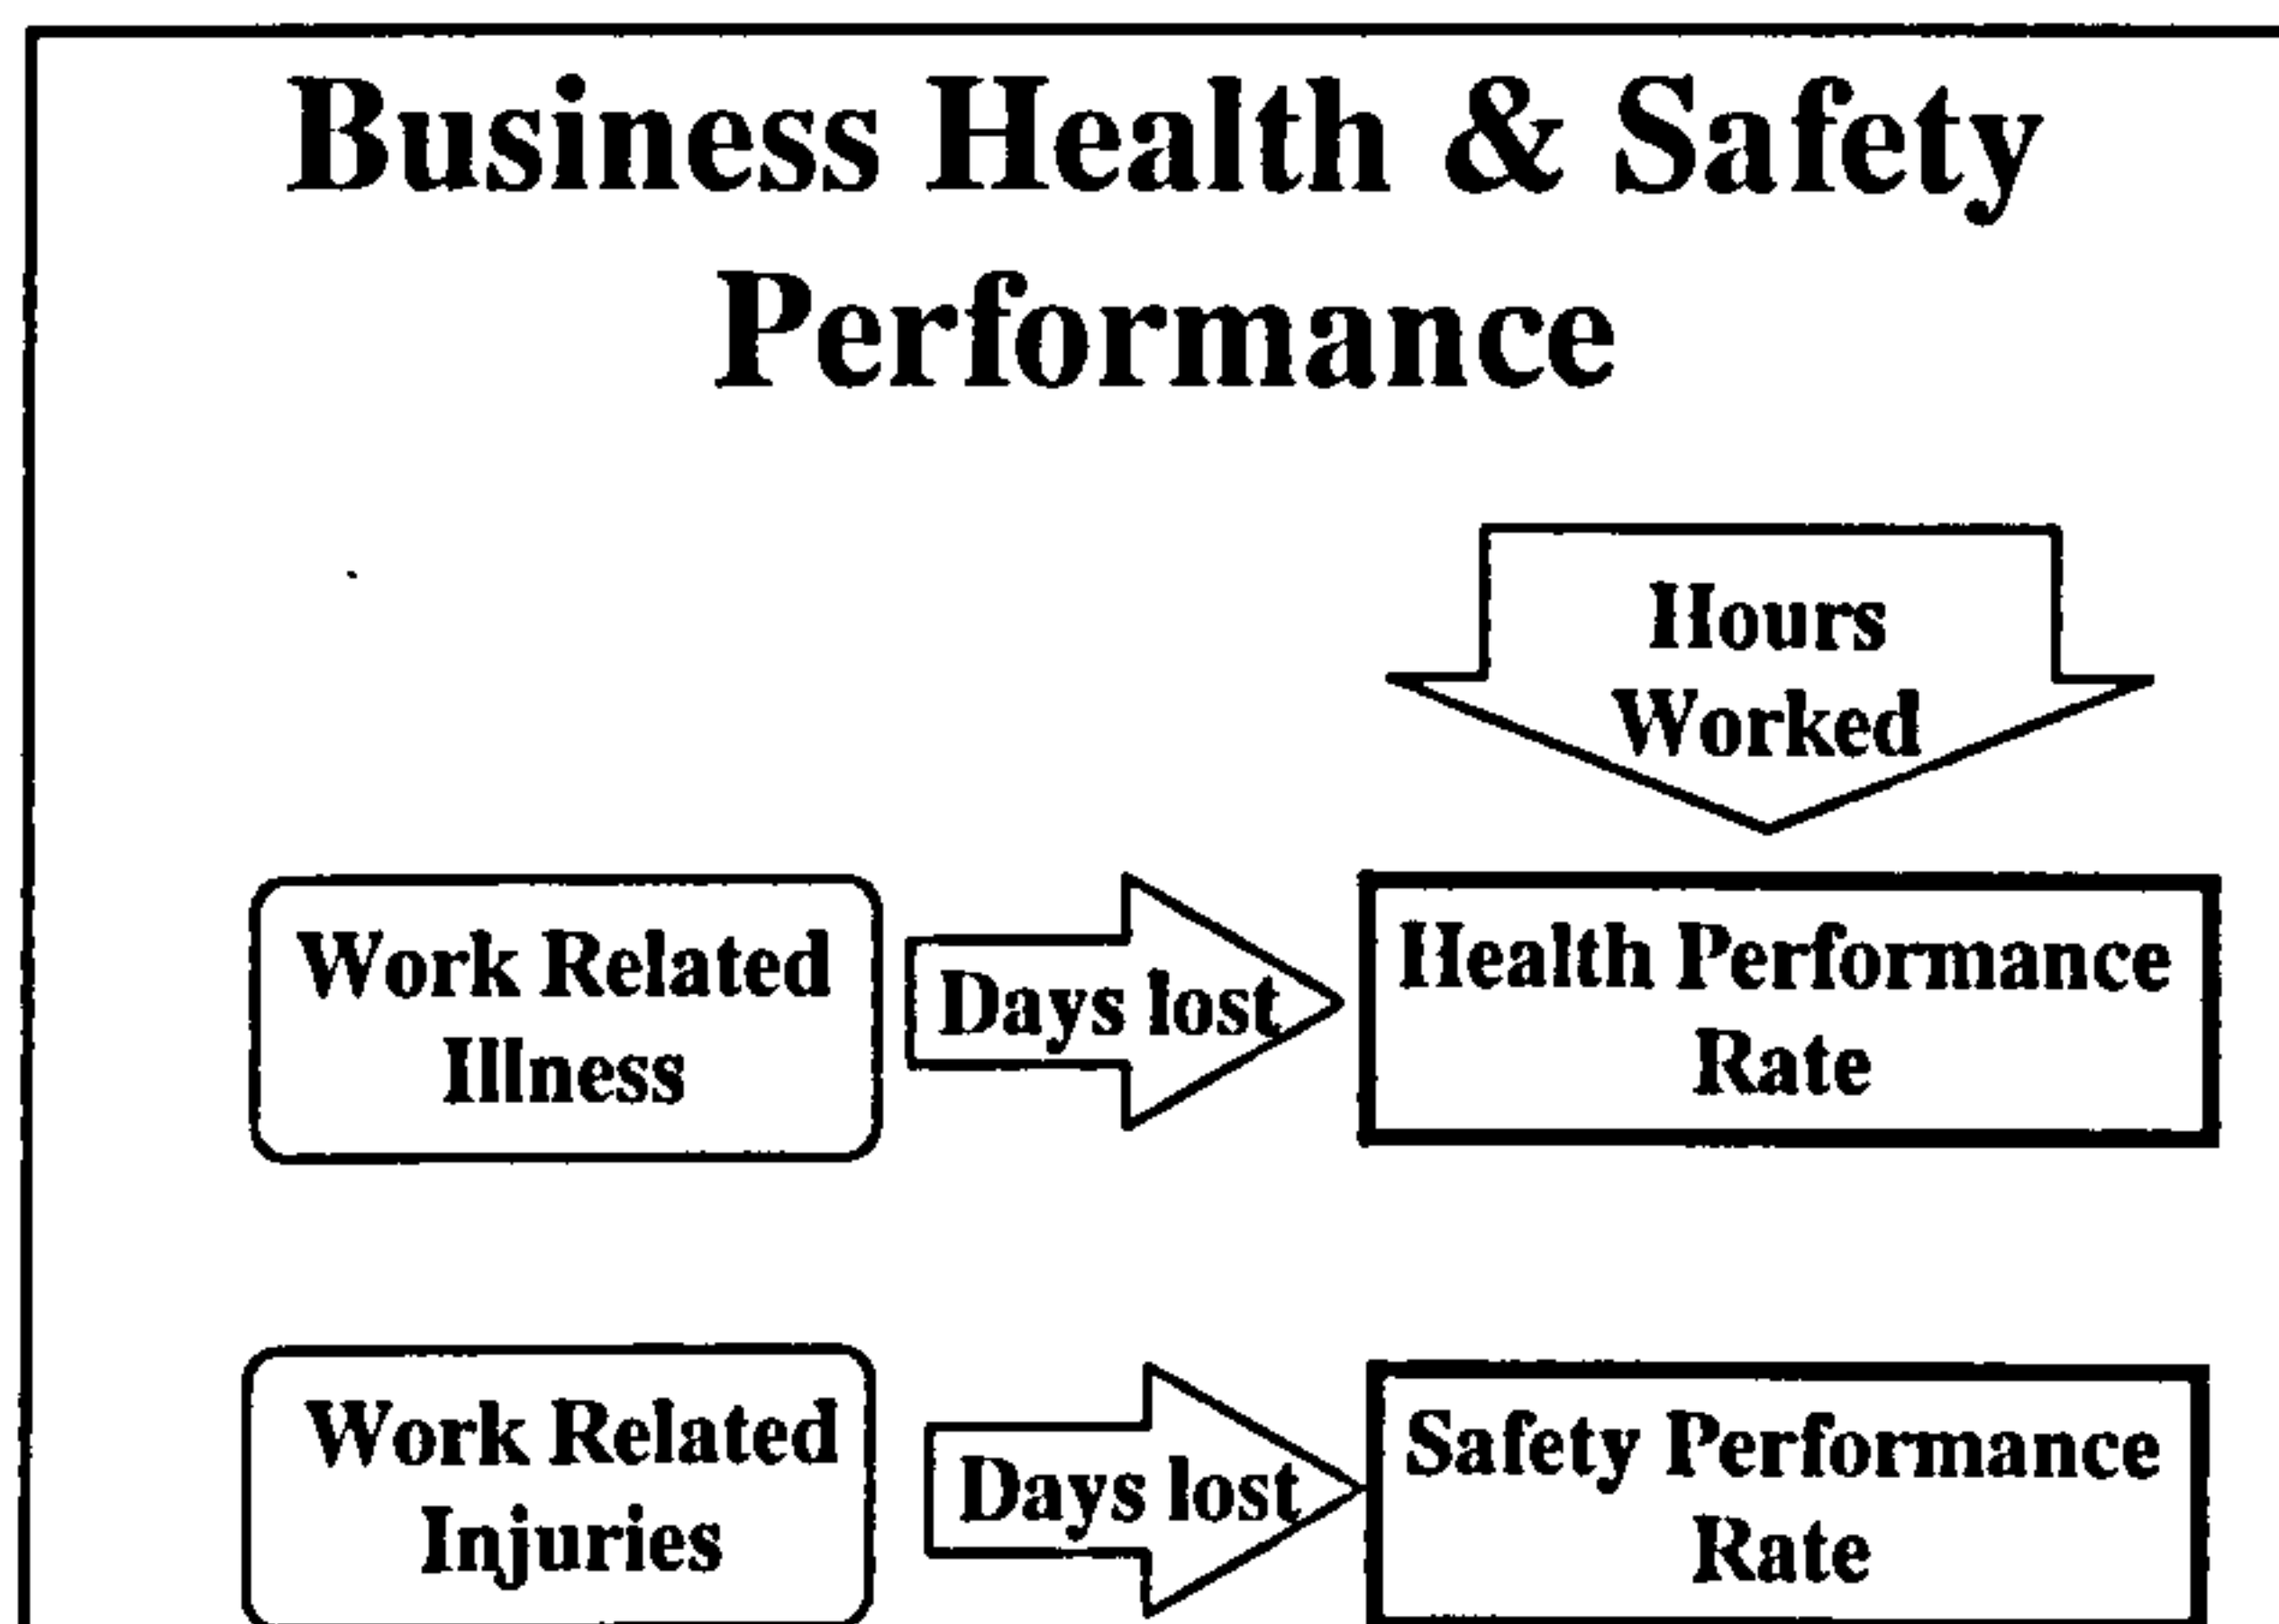 Business Health & Safety
Performance
Hours
Worked
Work Related
Illness
Days lost
Health Performance
Rate
Work Related
Injuries
Days lost
Safety Performance
Rate